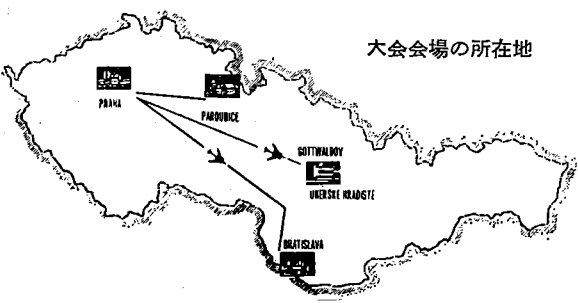 大会会場の所在地
PRAHA
PARDUBICE
GOTTWALDOV
UHERSKE HRADISTE
BRATISLAVA